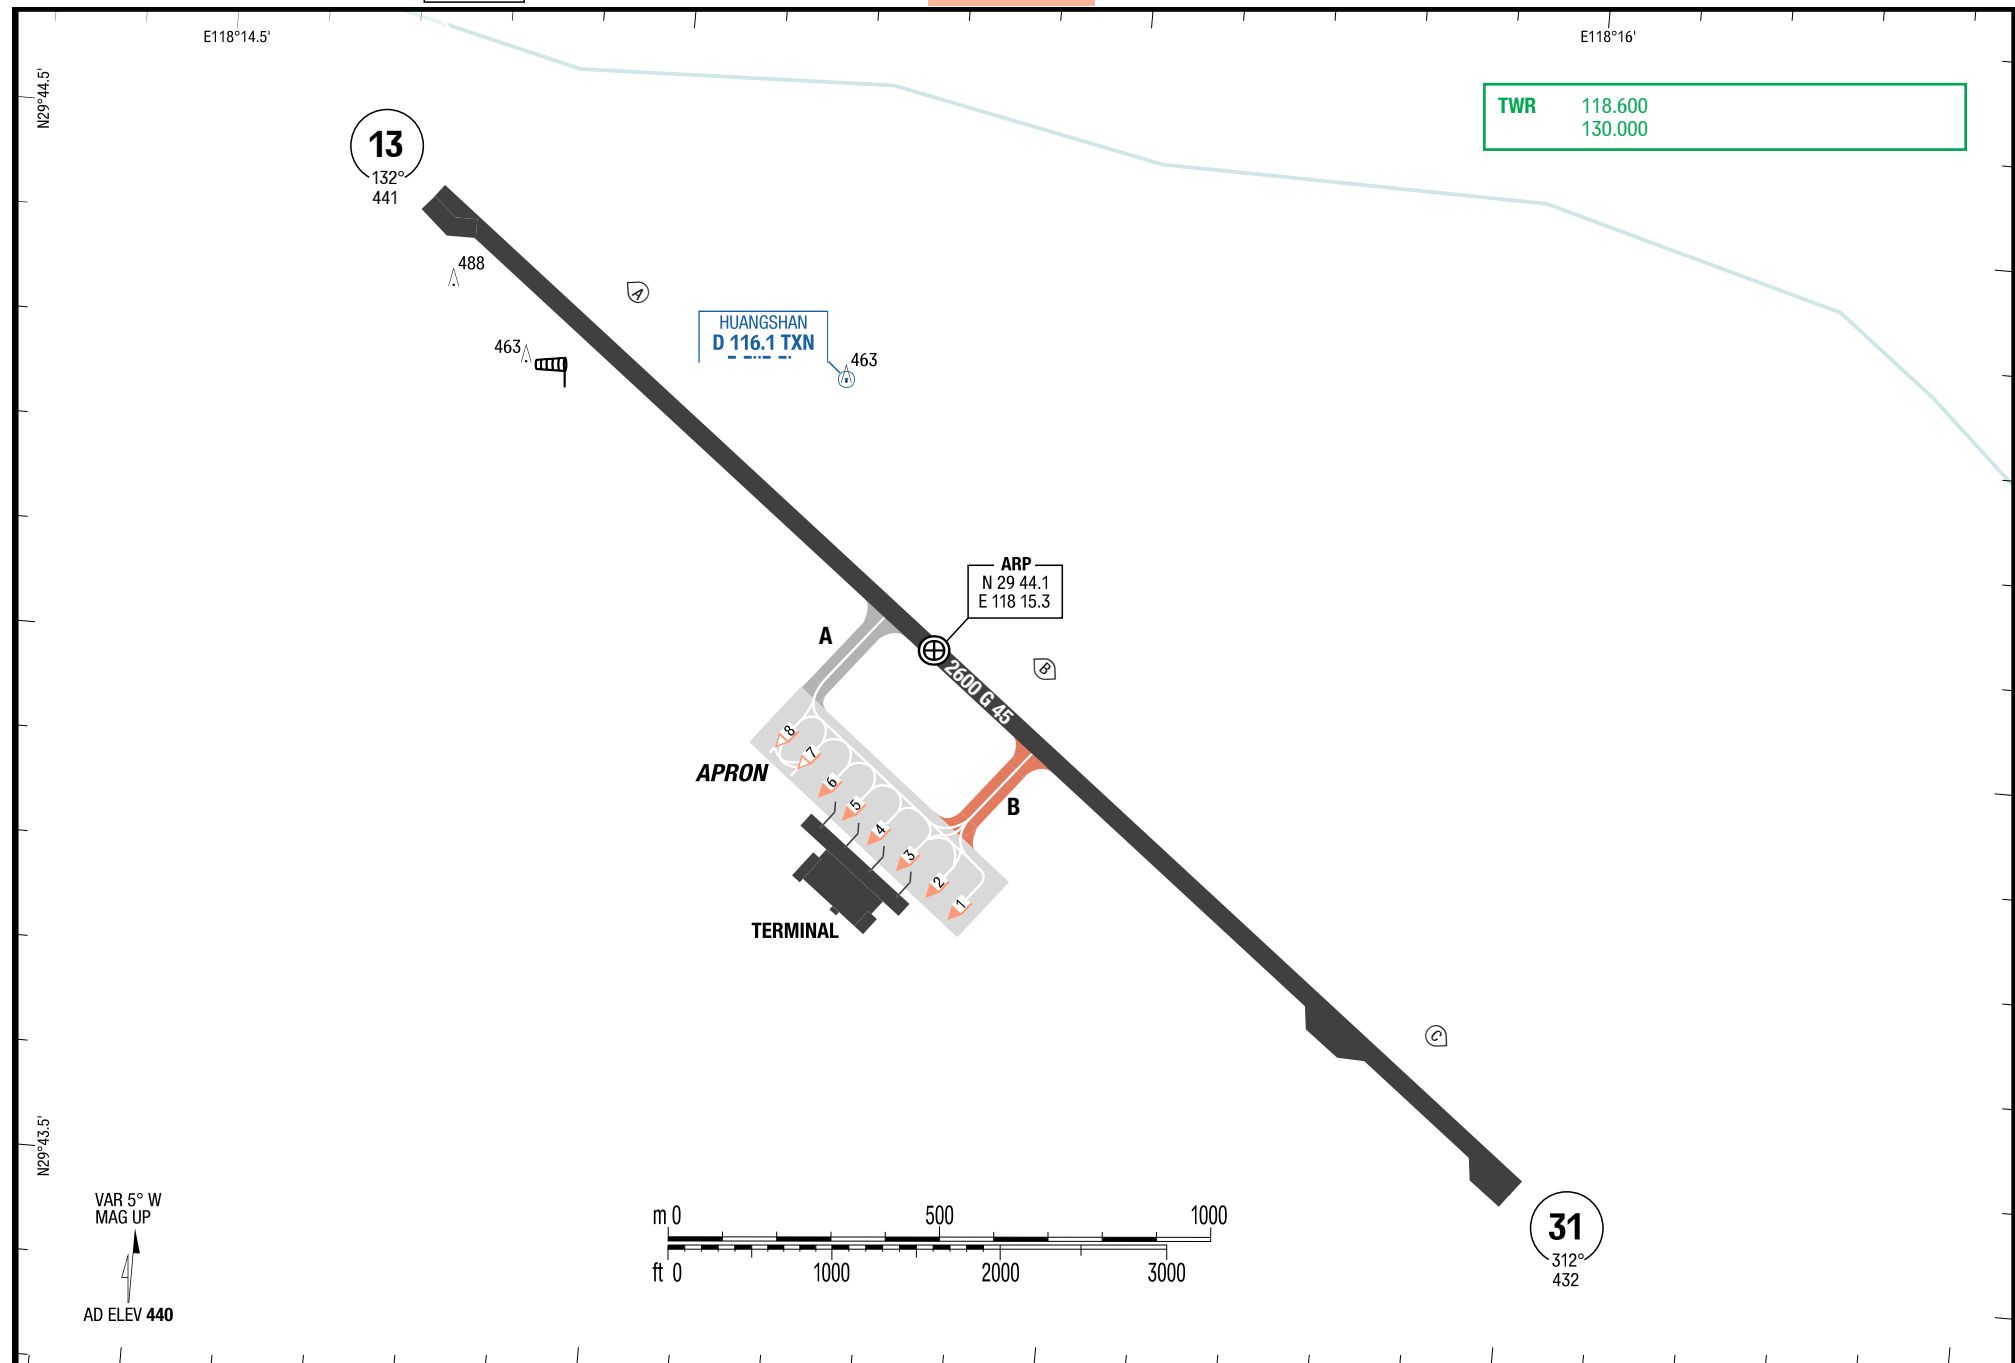 E118°14.5'
E118°16'
N29°44.5'
TWR 118.600
130.000
13
132°
441
488
A
HUANGSHAN
D 116.1 TXN
463
463
ARP
N 29 44.1
E 118 15.3
A
B
2600 G 45
8
7
6
5
4
3
2
1
APRON
B
TERMINAL
C
N29°43.5'
VAR 5° W
MAG UP
AD ELEV 440
m 0 500 1000
ft 0 1000 2000 3000
31
312°
432